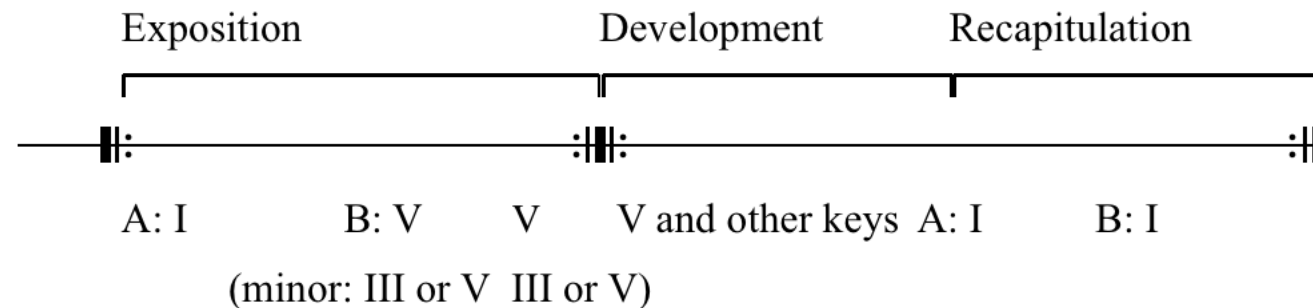 Exposition Development Recapitulation
A: I B: V V V and other keys A: I B: I
(minor: III or V III or V)